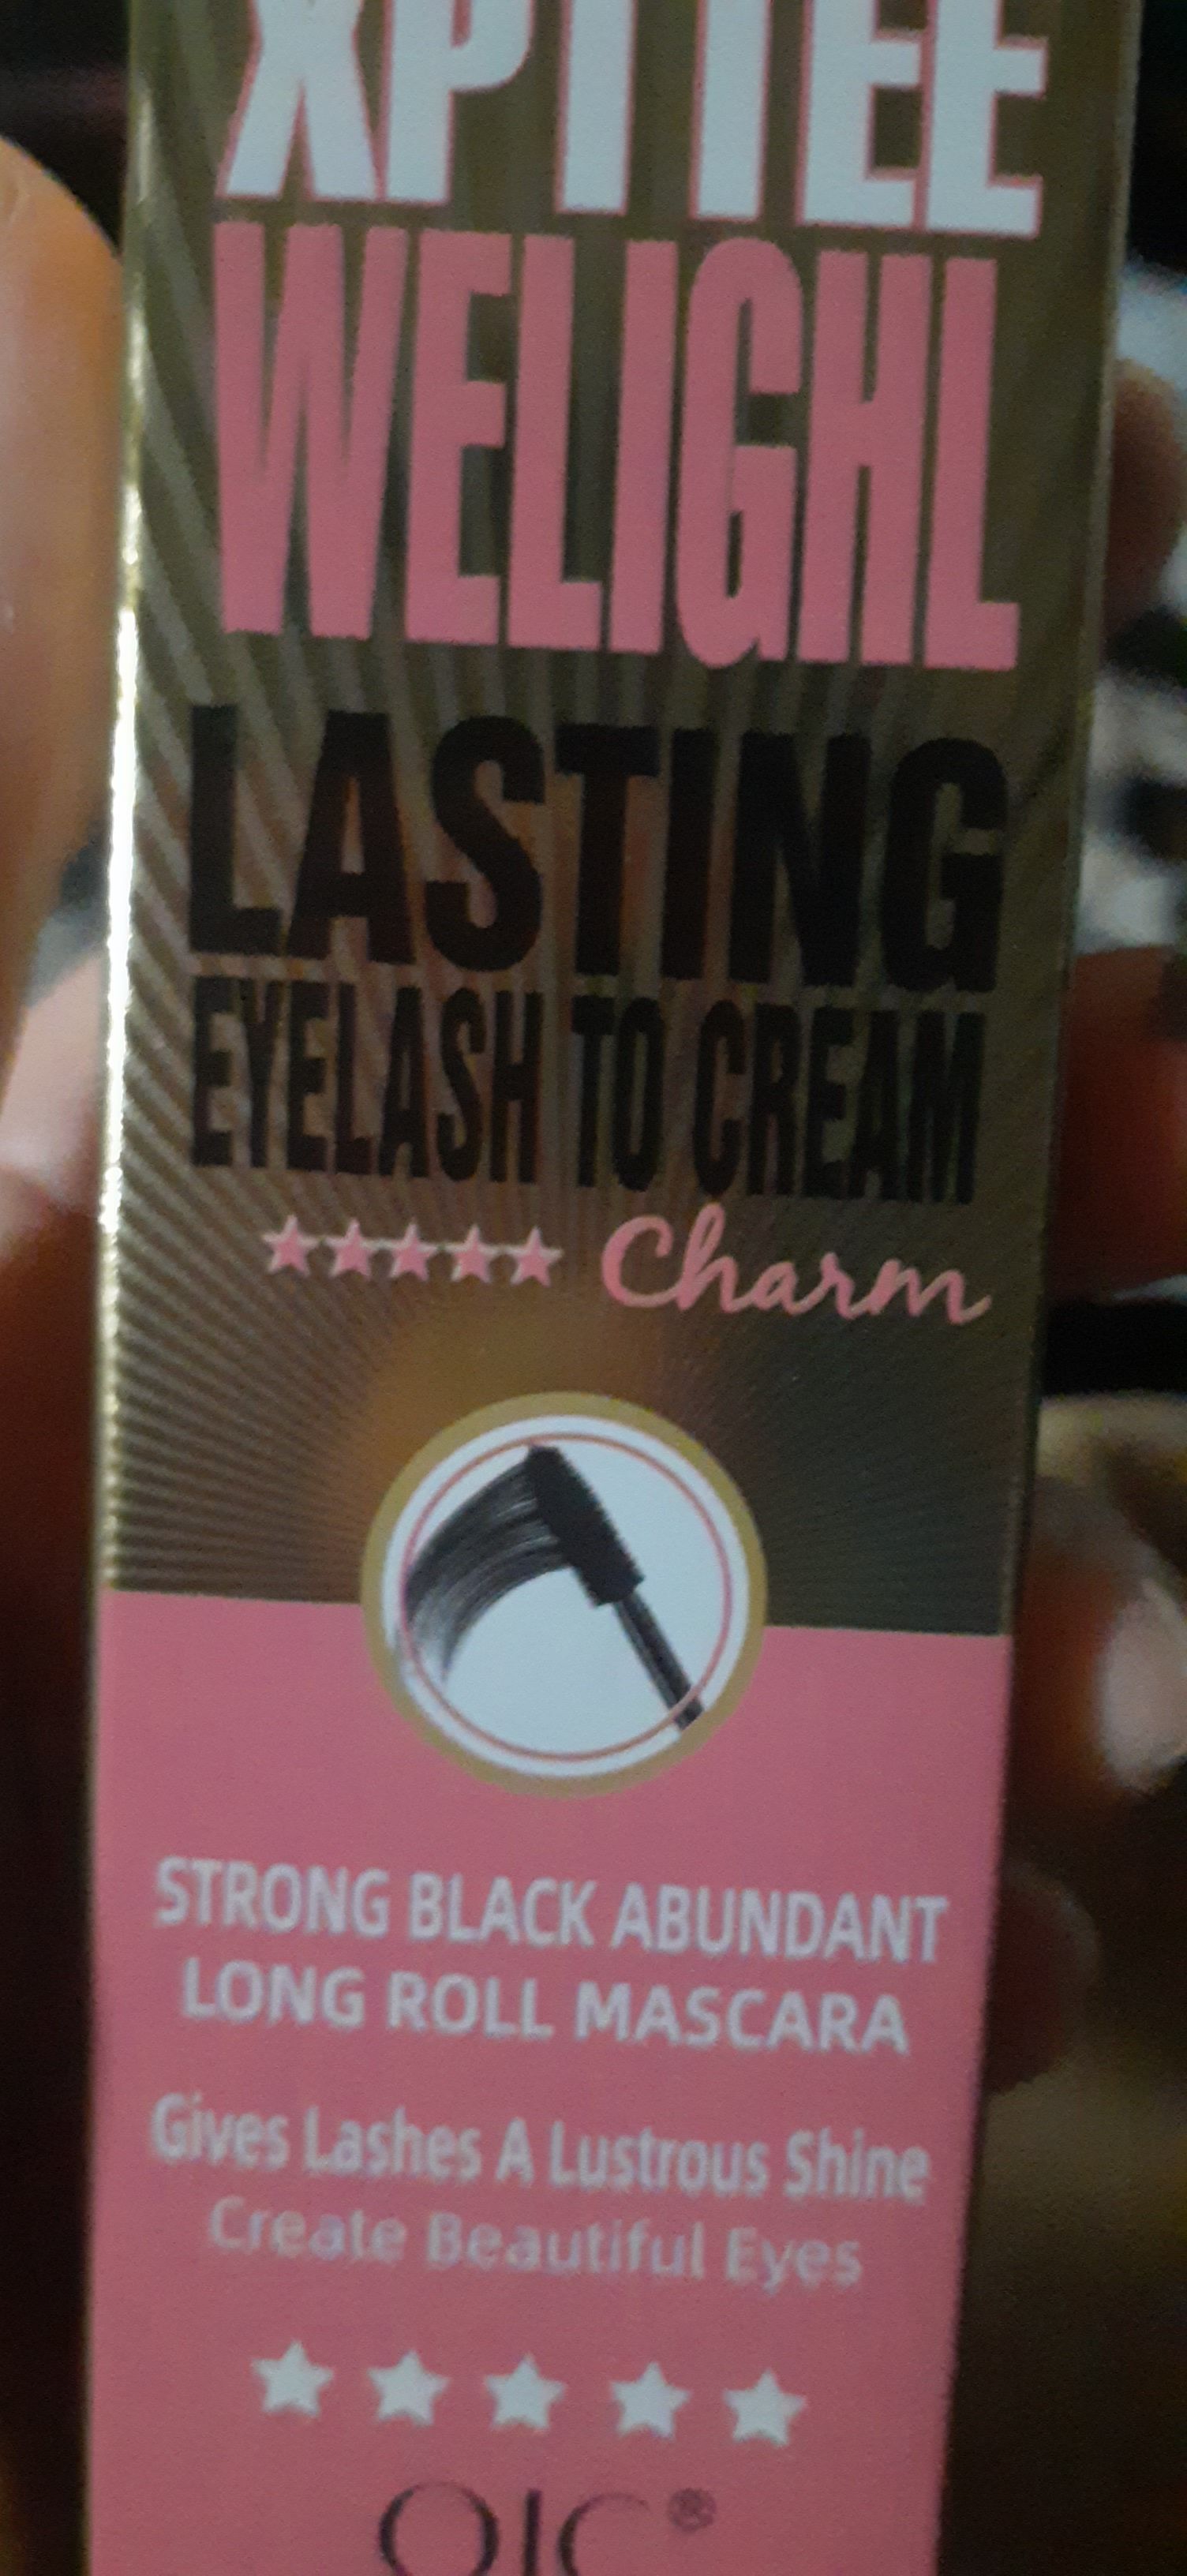 XPTTEE
WELIGHL
LASTING
EYELASH TO CREAM
Charm
STRONG BLACK ABUNDANT
LONG ROLL MASCARA
Gives Lashes A Lustrous Shine
Create Beautiful Eyes
QIC®